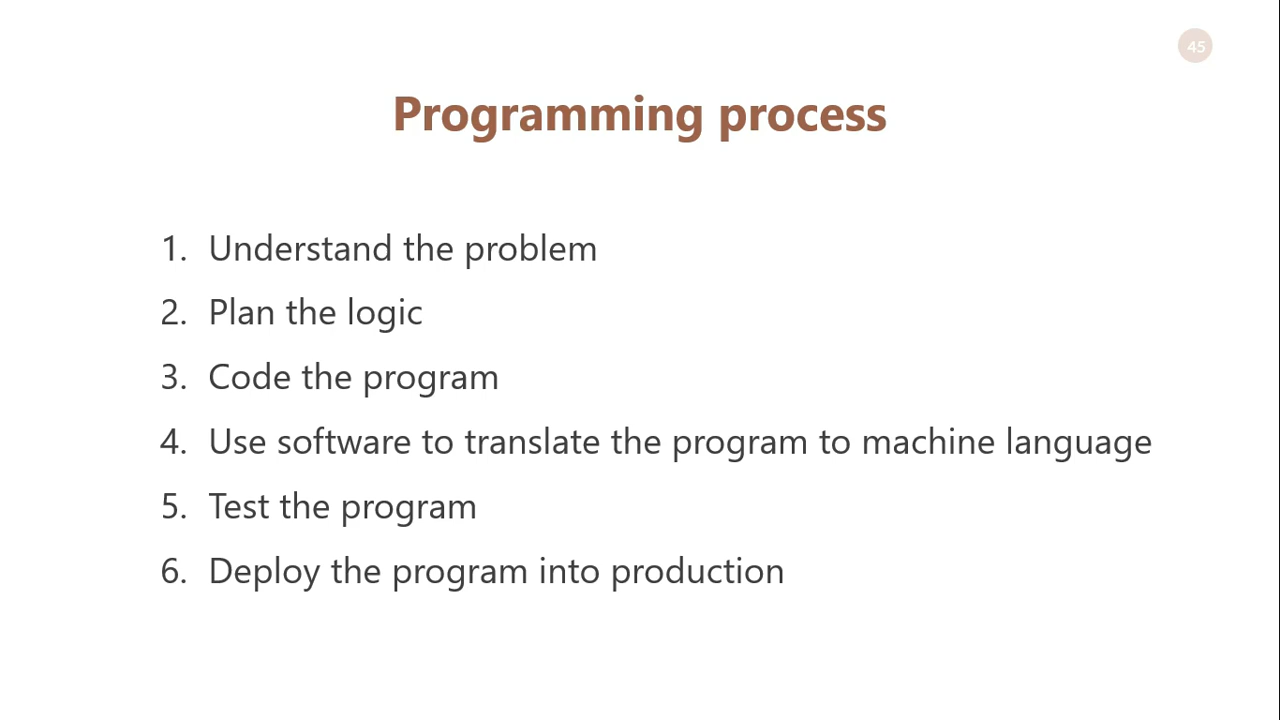 45
Programming process
1. Understand the problem
2. Plan the logic
3. Code the program
4. Use software to translate the program to machine language
5. Test the program
6. Deploy the program into production